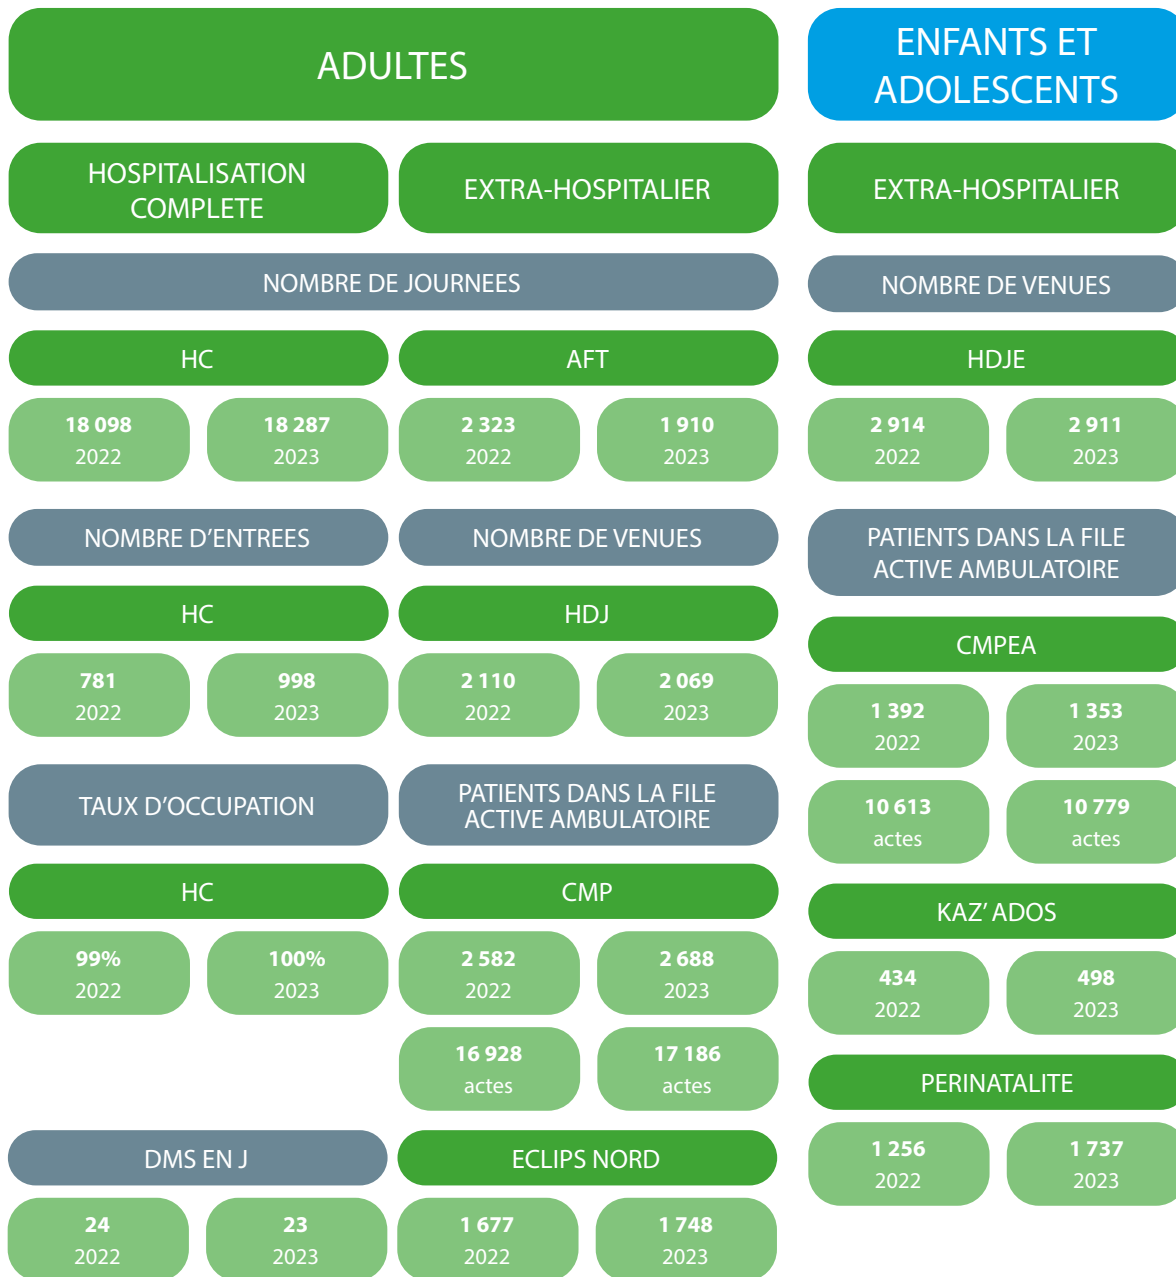 ADULTES
HOSPITALISATION
COMPLETE
EXTRA-HOSPITALIER
NOMBRE DE JOURNEES
HC
AFT
18 098
2022
18 287
2023
2 323
2022
1 910
2023
NOMBRE D'ENTREES
NOMBRE DE VENUES
HC
HDJ
781
2022
998
2023
2 110
2022
2 069
2023
TAUX D'OCCUPATION
PATIENTS DANS LA FILE
ACTIVE AMBULATOIRE
HC
CMP
99%
2022
100%
2023
2 582
2022
2 688
2023
16 928
actes
17 186
actes
DMS EN J
ECLIPS NORD
24
2022
23
2023
1 677
2022
1 748
2023
ENFANTS ET
ADOLESCENTS
EXTRA-HOSPITALIER
NOMBRE DE VENUES
HDJE
2 914
2022
2 911
2023
PATIENTS DANS LA FILE
ACTIVE AMBULATOIRE
CMPEA
1 392
2022
1 353
2023
10 613
actes
10 779
actes
KAZ' ADOS
434
2022
498
2023
PERINATALITE
1 256
2022
1 737
2023